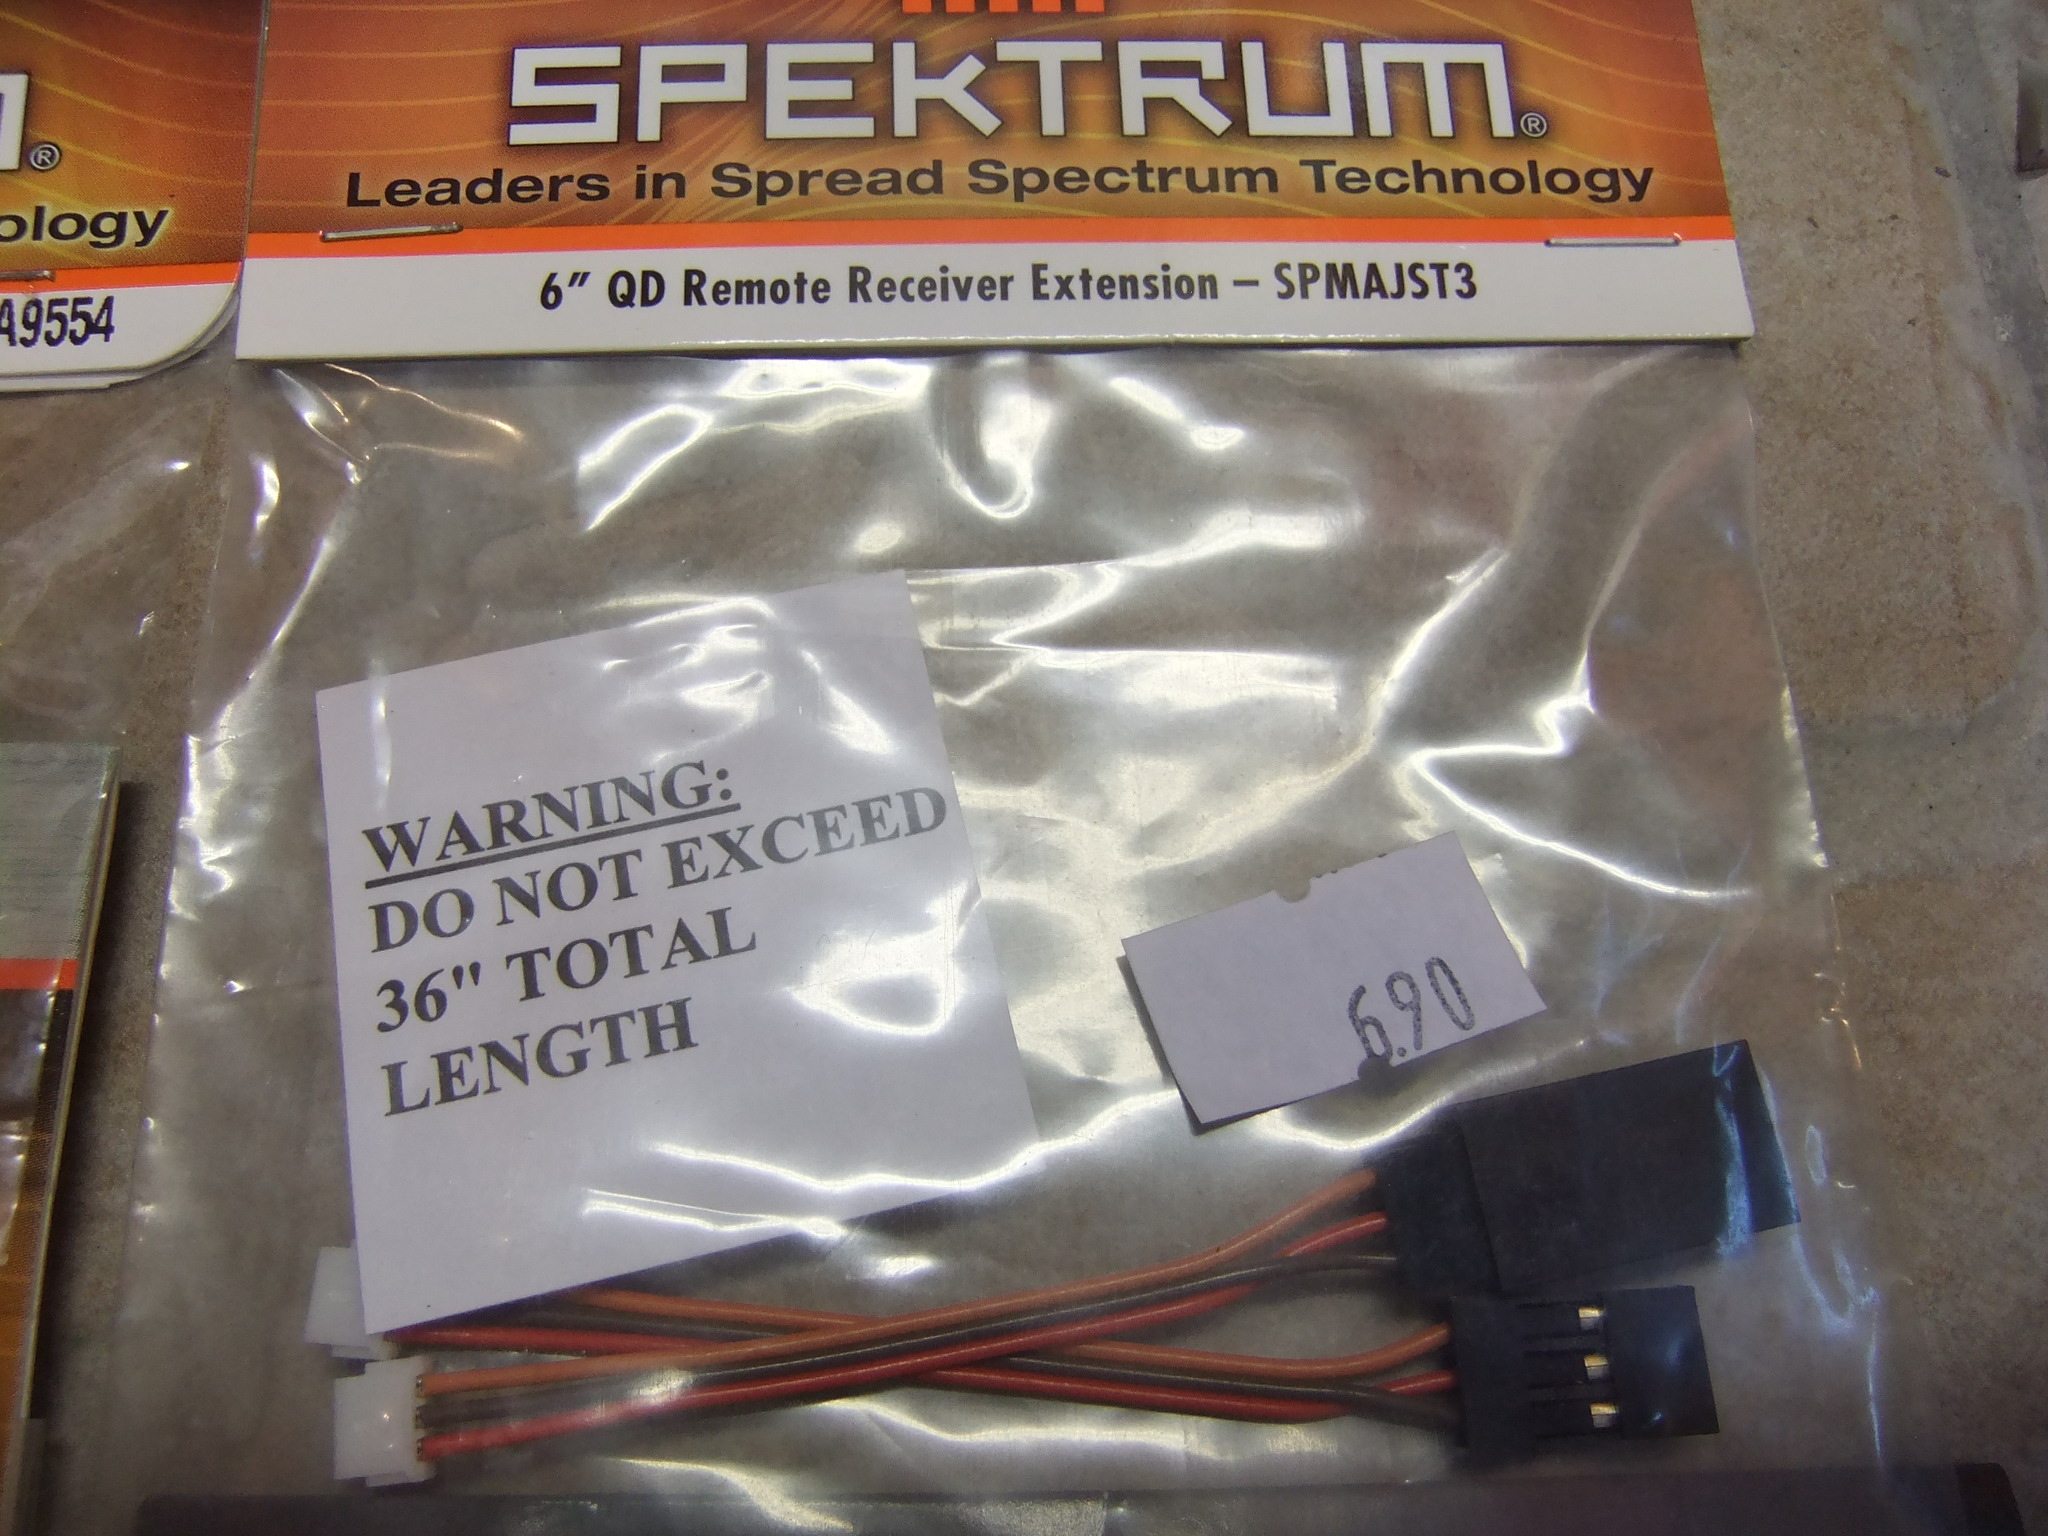 SPEKTRUM®
Leaders in Spread Spectrum Technology
6” QD Remote Receiver Extension – SPMAJST3
®
ology
A9554
WARNING:
DO NOT EXCEED
36" TOTAL
LENGTH
6.90